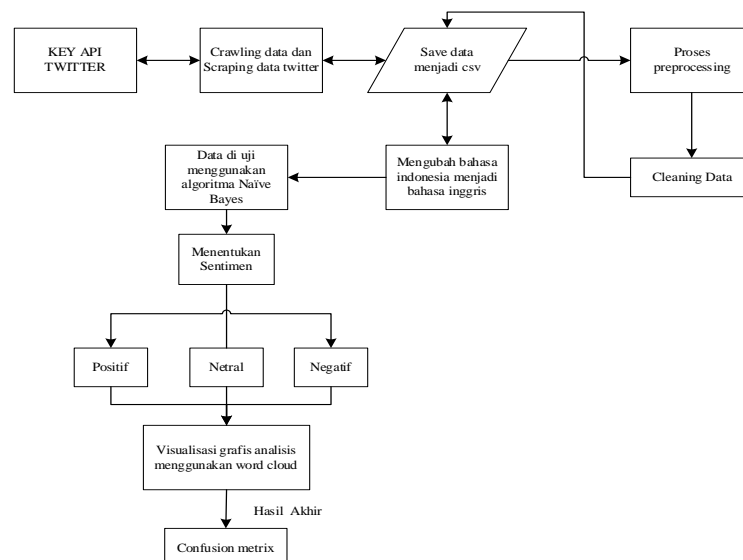 KEY API
TWITTER
Crawling data dan
Scraping data twitter
Save data
menjadi csv
Proses
preprocessing
Data di uji
menggunakan
algoritma Naïve
Bayes
Mengubah bahasa
indonesia menjadi
bahasa inggris
Cleaning Data
Menentukan
Sentimen
Positif
Netral
Negatif
Visualisasi grafis analisis
menggunakan word cloud
Hasil Akhir
Confusion metrix